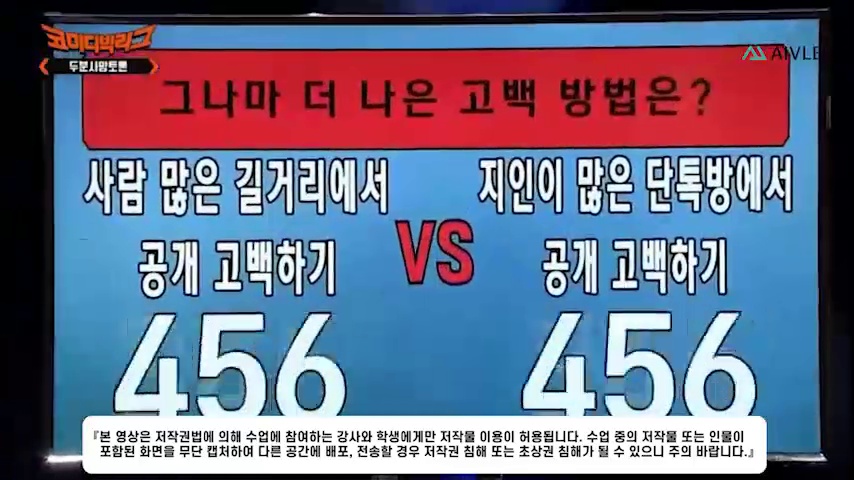 코미디빅리그
두분사망토론
AIVLE
그나마 더 나은 고백 방법은?
사람 많은 길거리에서
공개 고백하기
VS
지인이 많은 단톡방에서
공개 고백하기
456
456
『본 영상은 저작권법에 의해 수업에 참여하는 강사와 학생에게만 저작물 이용이 허용됩니다. 수업 중의 저작물 또는 인물이
포함된 화면을 무단 캡처하여 다른 공간에 배포, 전송할 경우 저작권 침해 또는 초상권 침해가 될 수 있으니 주의 바랍니다.』